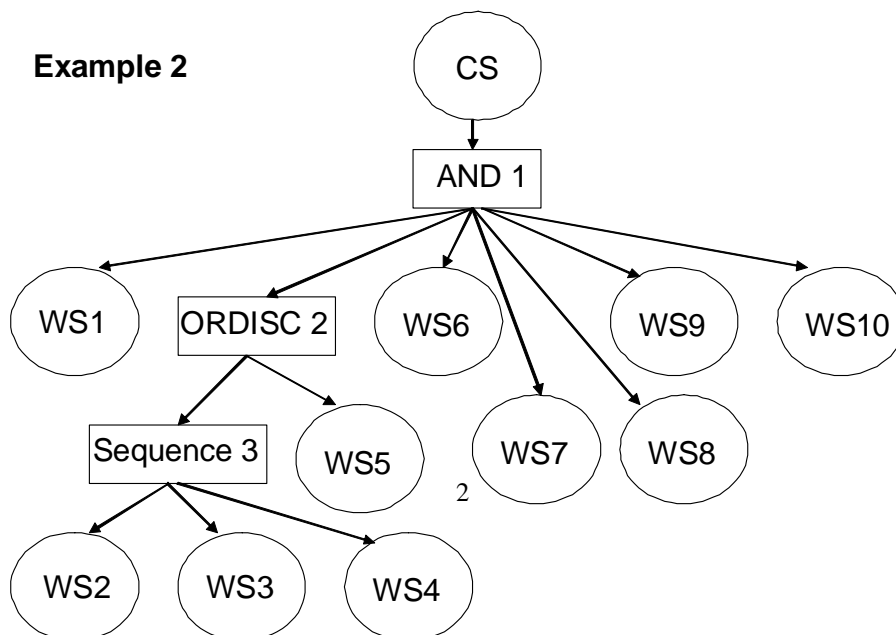 Example 2
CS
AND 1
WS1
ORDISC 2
WS6
WS9
WS10
Sequence 3
WS5
WS7
WS8
2
WS2
WS3
WS4